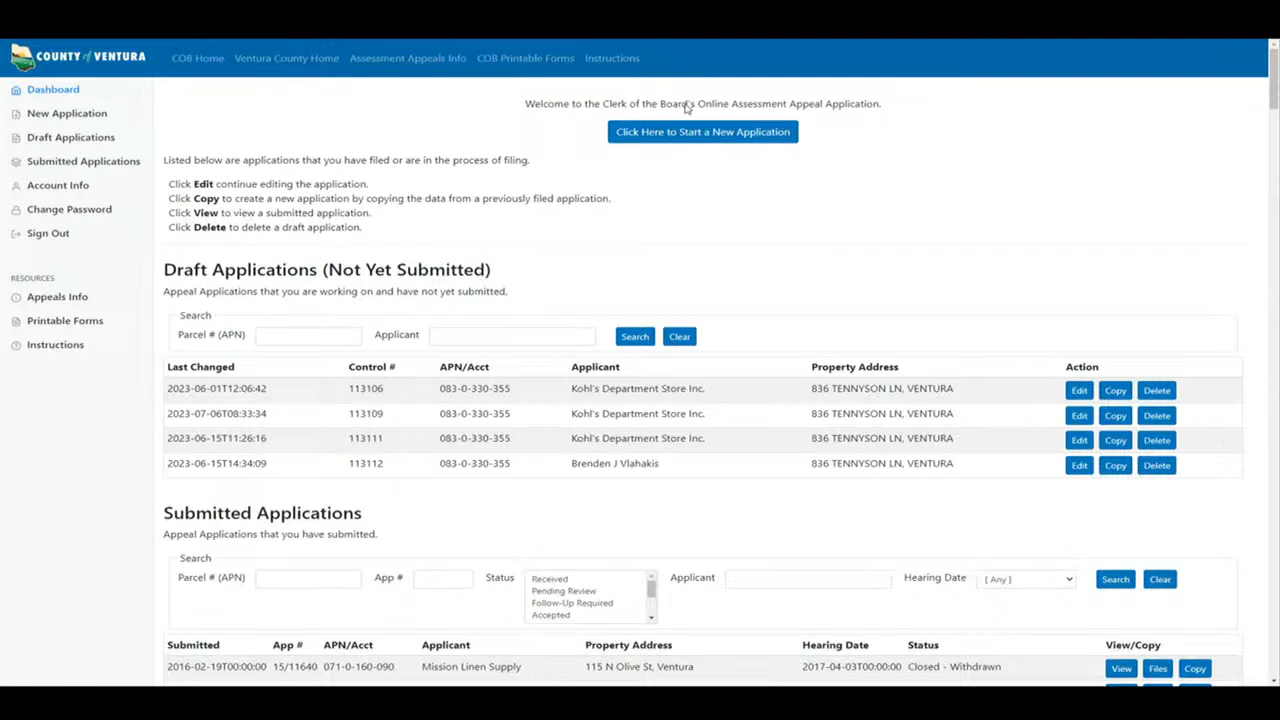 COUNTY of VENTURA
COB Home Ventura County Home Assessment Appeals Info COB Printable Forms Instructions
Dashboard
New Application
Draft Applications
Submitted Applications
Account Info
Change Password
Sign Out
RESOURCES
Appeals Info
Printable Forms
Instructions
Welcome to the Clerk of the Board's Online Assessment Appeal Application.
Click Here to Start a New Application
Listed below are applications that you have filed or are in the process of filing.
Click Edit continue editing the application.
Click Copy to create a new application by copying the data from a previously filed application.
Click View to view a submitted application.
Click Delete to delete a draft application.
Draft Applications (Not Yet Submitted)
Appeal Applications that you are working on and have not yet submitted.
Search
Parcel # (APN) Applicant Search Clear
Last Changed Control # APN/Acct Applicant Property Address Action
2023-06-01T12:06:42 113106 083-0-330-355 Kohl's Department Store Inc. 836 TENNYSON LN, VENTURA Edit Copy Delete
2023-07-06T08:33:34 113109 083-0-330-355 Kohl's Department Store Inc. 836 TENNYSON LN, VENTURA Edit Copy Delete
2023-06-15T11:26:16 113111 083-0-330-355 Kohl's Department Store Inc. 836 TENNYSON LN, VENTURA Edit Copy Delete
2023-06-15T14:34:09 113112 083-0-330-355 Brenden J Vlahakis 836 TENNYSON LN, VENTURA Edit Copy Delete
Submitted Applications
Appeal Applications that you have submitted.
Search
Parcel # (APN) App # Status Applicant Hearing Date [ Any ] Search Clear
Received
Pending Review
Follow-Up Required
Accepted
Submitted App # APN/Acct Applicant Property Address Hearing Date Status View/Copy
2016-02-19T00:00:00 15/11640 071-0-160-090 Mission Linen Supply 115 N Olive St, Ventura 2017-04-03T00:00:00 Closed - Withdrawn View Files Copy